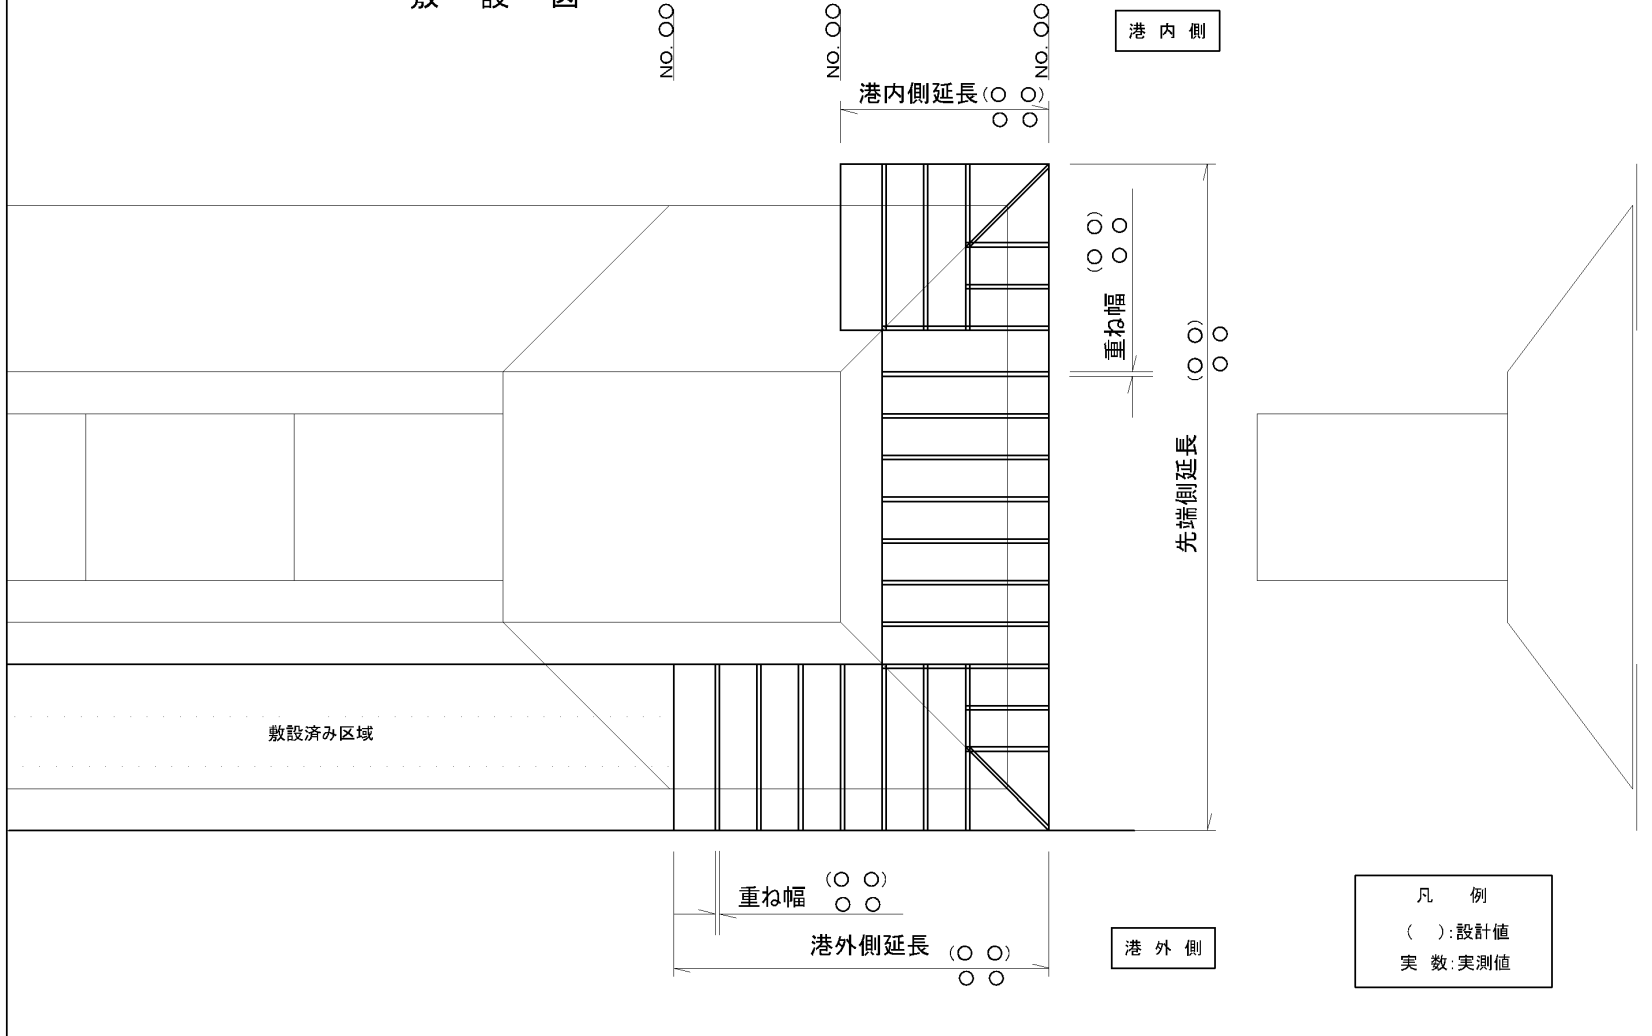 敷 設 図
NO. ○○
NO. ○○
NO. ○○
港 内 側
港内側延長(○ ○)
○ ○
(○ ○)
○ ○
重ね幅
(○ ○)
○ ○
先端側延長
敷設済み区域
重ね幅 (○ ○)
○ ○
港外側延長 (○ ○)
○ ○
港 外 側
凡 例
( ):設計値
実 数:実測値